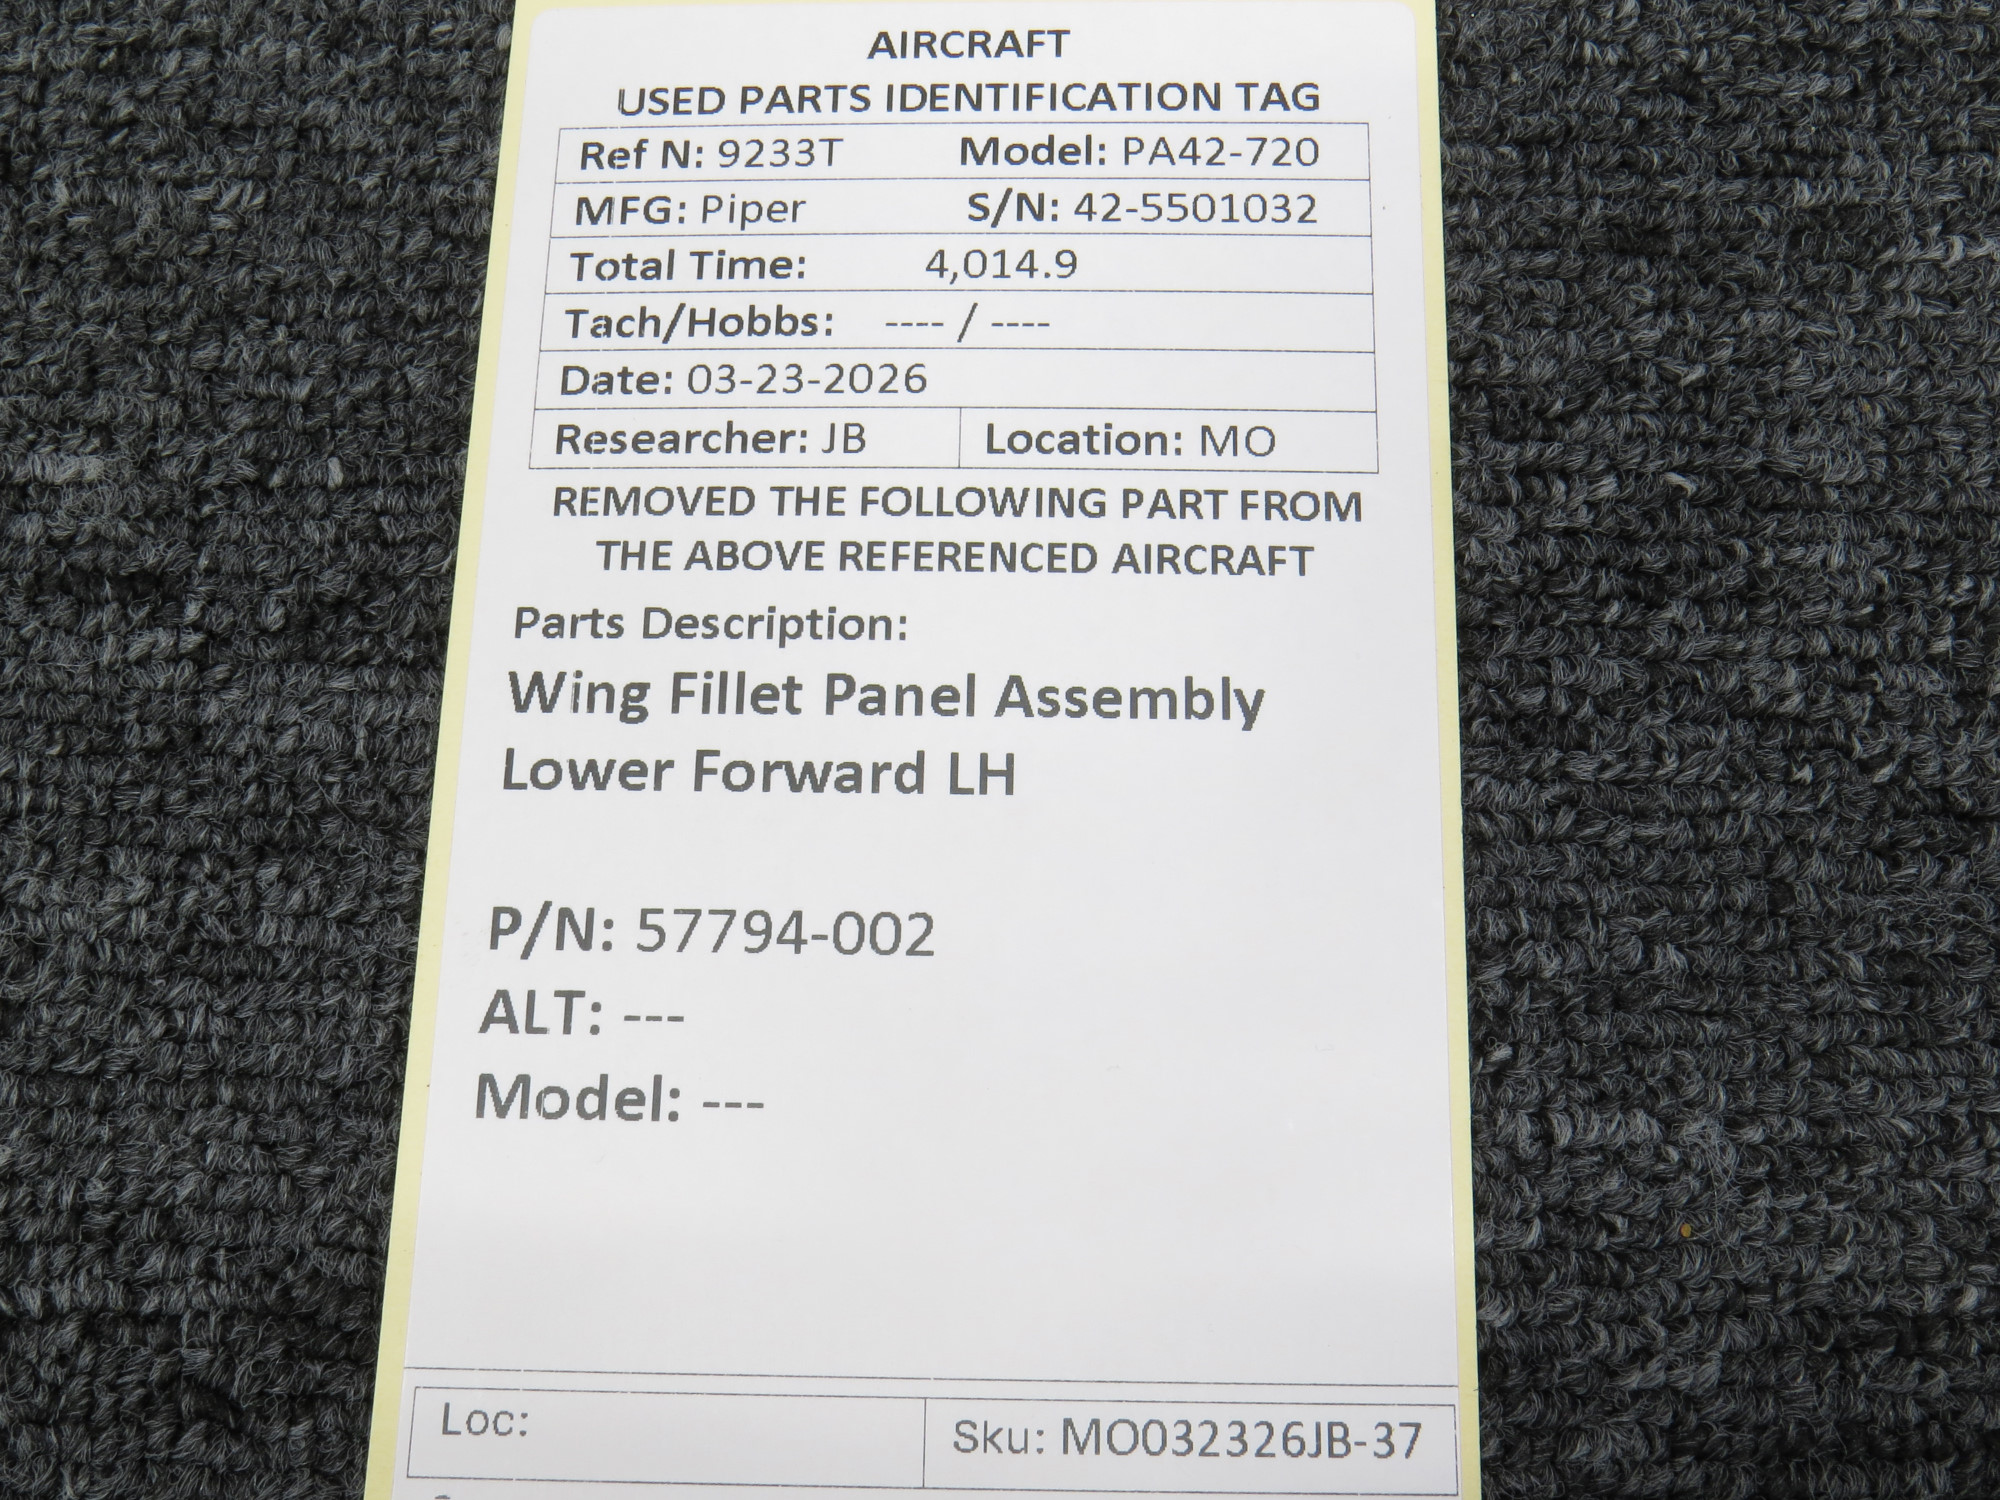 AIRCRAFT
USED PARTS IDENTIFICATION TAG
Ref N: 9233T Model: PA42-720
MFG: Piper S/N: 42-5501032
Total Time: 4,014.9
Tach/Hobbs: ---- / ----
Date: 03-23-2026
Researcher: JB Location: MO
REMOVED THE FOLLOWING PART FROM
THE ABOVE REFERENCED AIRCRAFT
Parts Description:
Wing Fillet Panel Assembly
Lower Forward LH
P/N: 57794-002
ALT: ---
Model: ---
Loc: Sku: MO032326JB-37